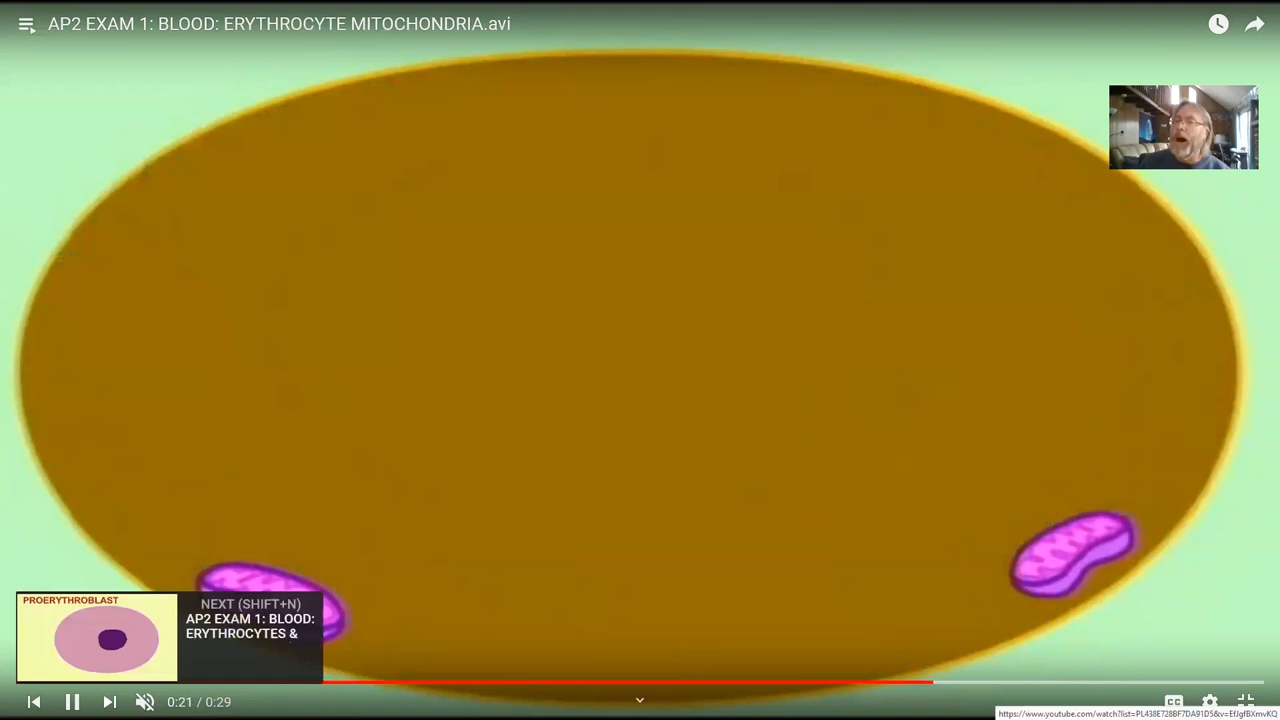 AP2 EXAM 1: BLOOD: ERYTHROCYTE MITOCHONDRIA.avi
PROERYTHROBLAST
NEXT (SHIFT+N)
AP2 EXAM 1: BLOOD:
ERYTHROCYTES &
0:21 / 0:29
CC